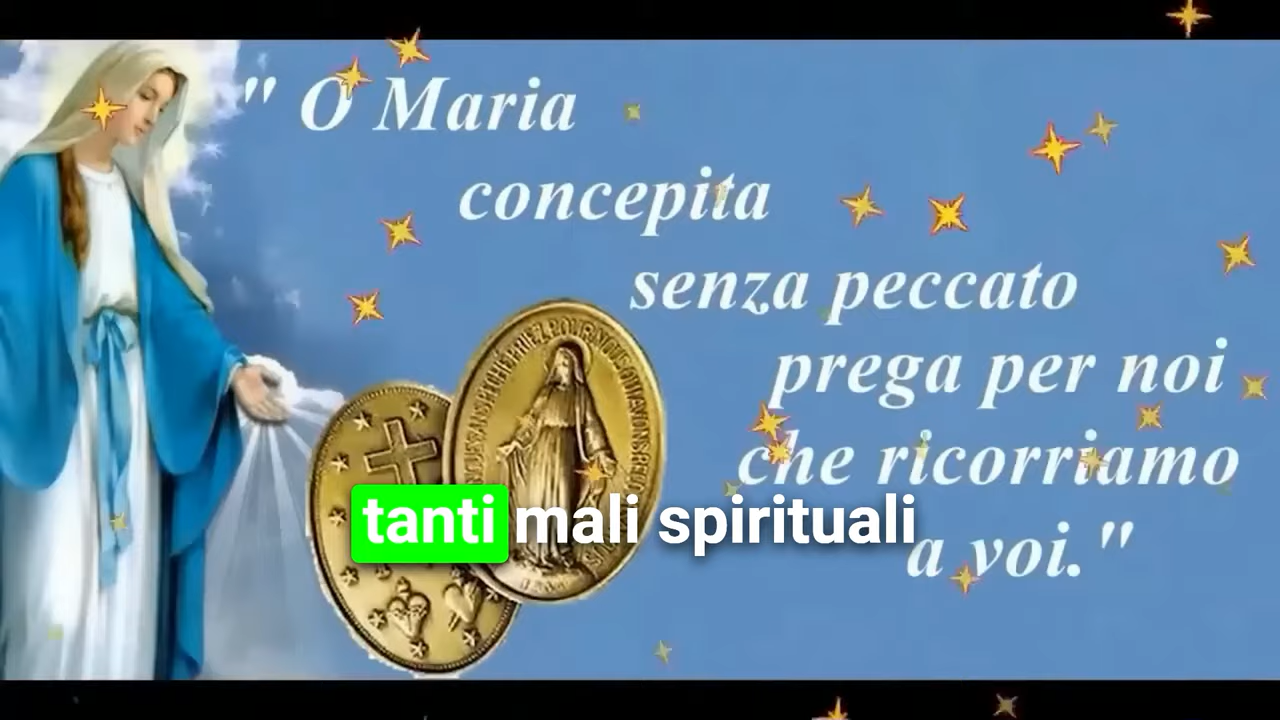 " O Maria
concepita
senza peccato
prega per noi
che ricorriamo
a voi."
tanti mali spirituali